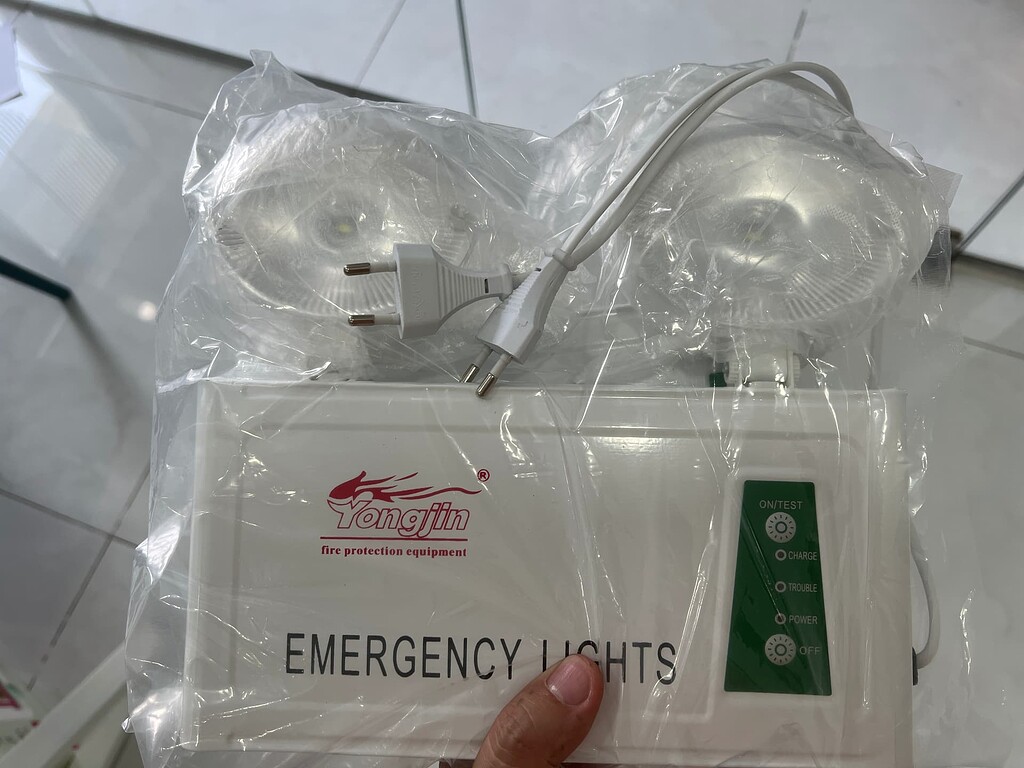 Yongjin ®
fire protection equipment
EMERGENCY LIGHTS
ON/TEST
CHARGE
TROUBLE
POWER
OFF